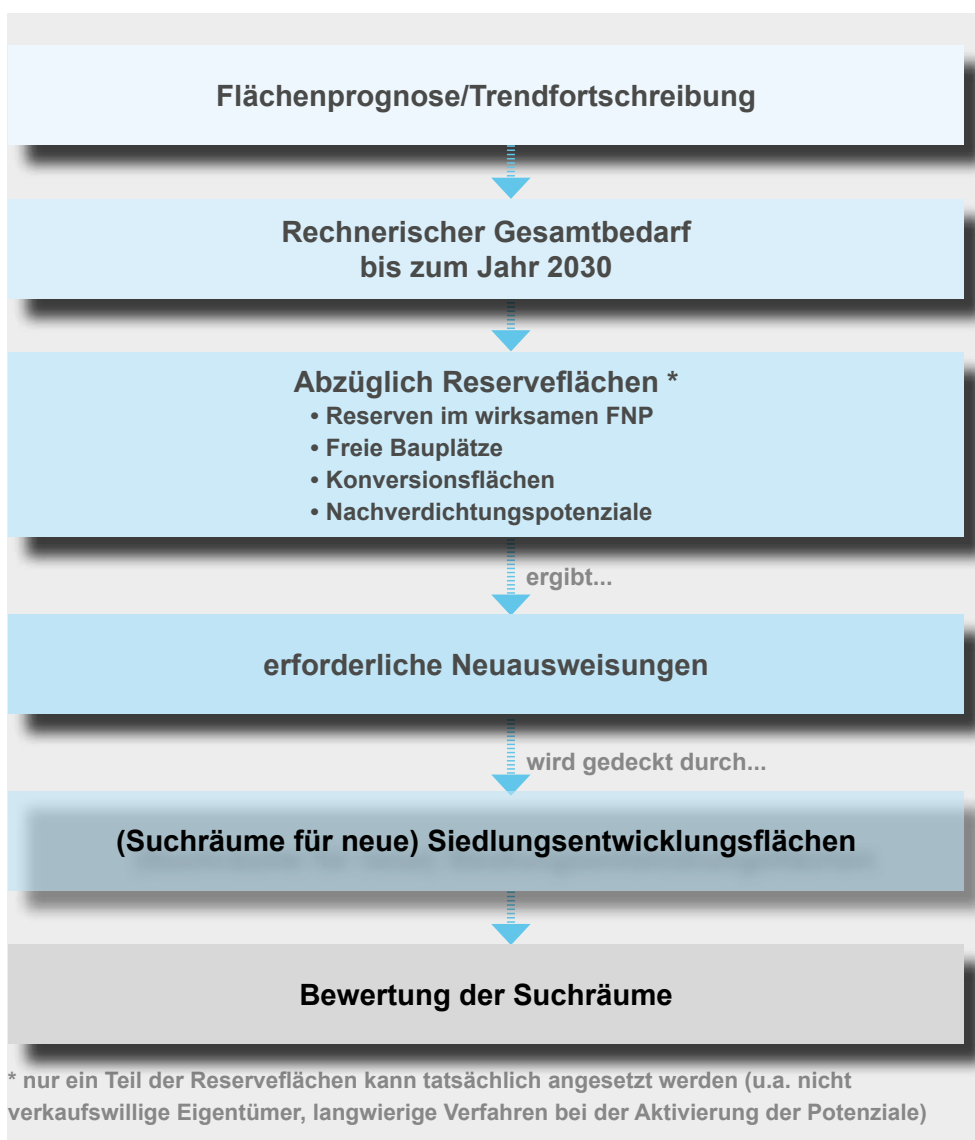 Flächenprognose/Trendfortschreibung
Rechnerischer Gesamtbedarf
bis zum Jahr 2030
Abzüglich Reserveflächen *
• Reserven im wirksamen FNP
• Freie Bauplätze
• Konversionsflächen
• Nachverdichtungspotenziale
ergibt...
erforderliche Neuausweisungen
wird gedeckt durch...
(Suchräume für neue) Siedlungsentwicklungsflächen
Bewertung der Suchräume
* nur ein Teil der Reserveflächen kann tatsächlich angesetzt werden (u.a. nicht
verkaufswillige Eigentümer, langwierige Verfahren bei der Aktivierung der Potenziale)